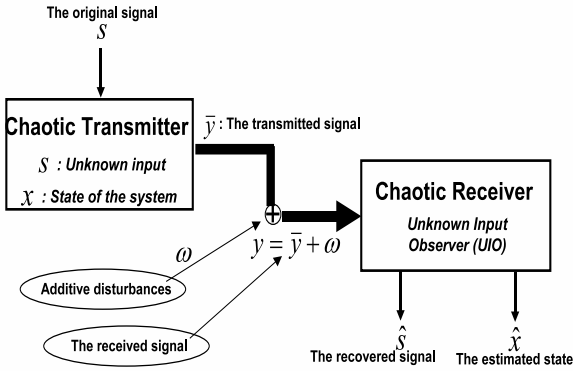 The original signal
s
Chaotic Transmitter
s : Unknown input
x : State of the system
ȳ : The transmitted signal
Chaotic Receiver
Unknown Input
Observer (UIO)
ω
y = ȳ + ω
Additive disturbances
The received signal
ŝ
The recovered signal
x̂
The estimated state